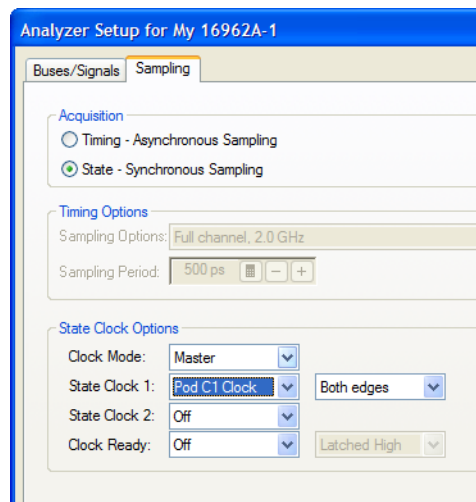 Analyzer Setup for My 16962A-1
Buses/Signals Sampling
Acquisition
Timing - Asynchronous Sampling
State - Synchronous Sampling
Timing Options
Sampling Options: Full channel, 2.0 GHz
Sampling Period: 500 ps - +
State Clock Options
Clock Mode: Master
State Clock 1: Pod C1 Clock Both edges
State Clock 2: Off
Clock Ready: Off Latched High